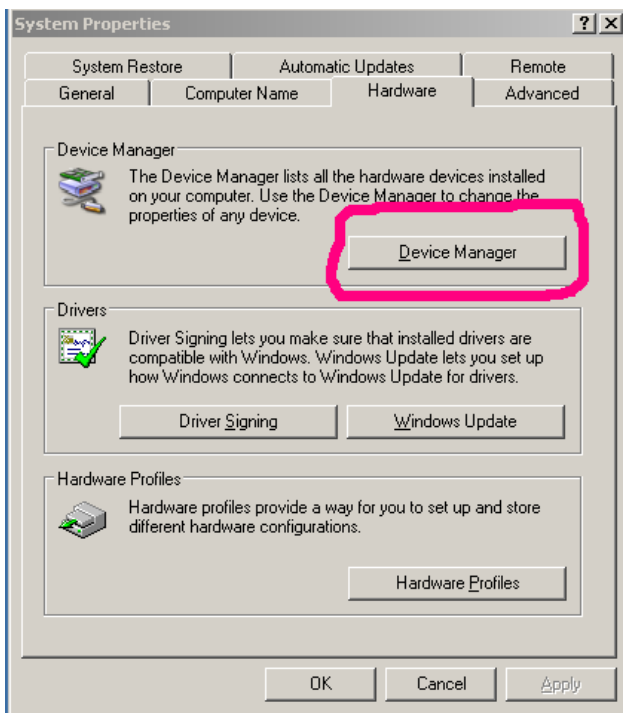 System Properties
? X
System Restore Automatic Updates Remote
General Computer Name Hardware Advanced
Device Manager
The Device Manager lists all the hardware devices installed
on your computer. Use the Device Manager to change the
properties of any device.
Device Manager
Drivers
Driver Signing lets you make sure that installed drivers are
compatible with Windows. Windows Update lets you set up
how Windows connects to Windows Update for drivers.
Driver Signing Windows Update
Hardware Profiles
Hardware profiles provide a way for you to set up and store
different hardware configurations.
Hardware Profiles
OK Cancel Apply